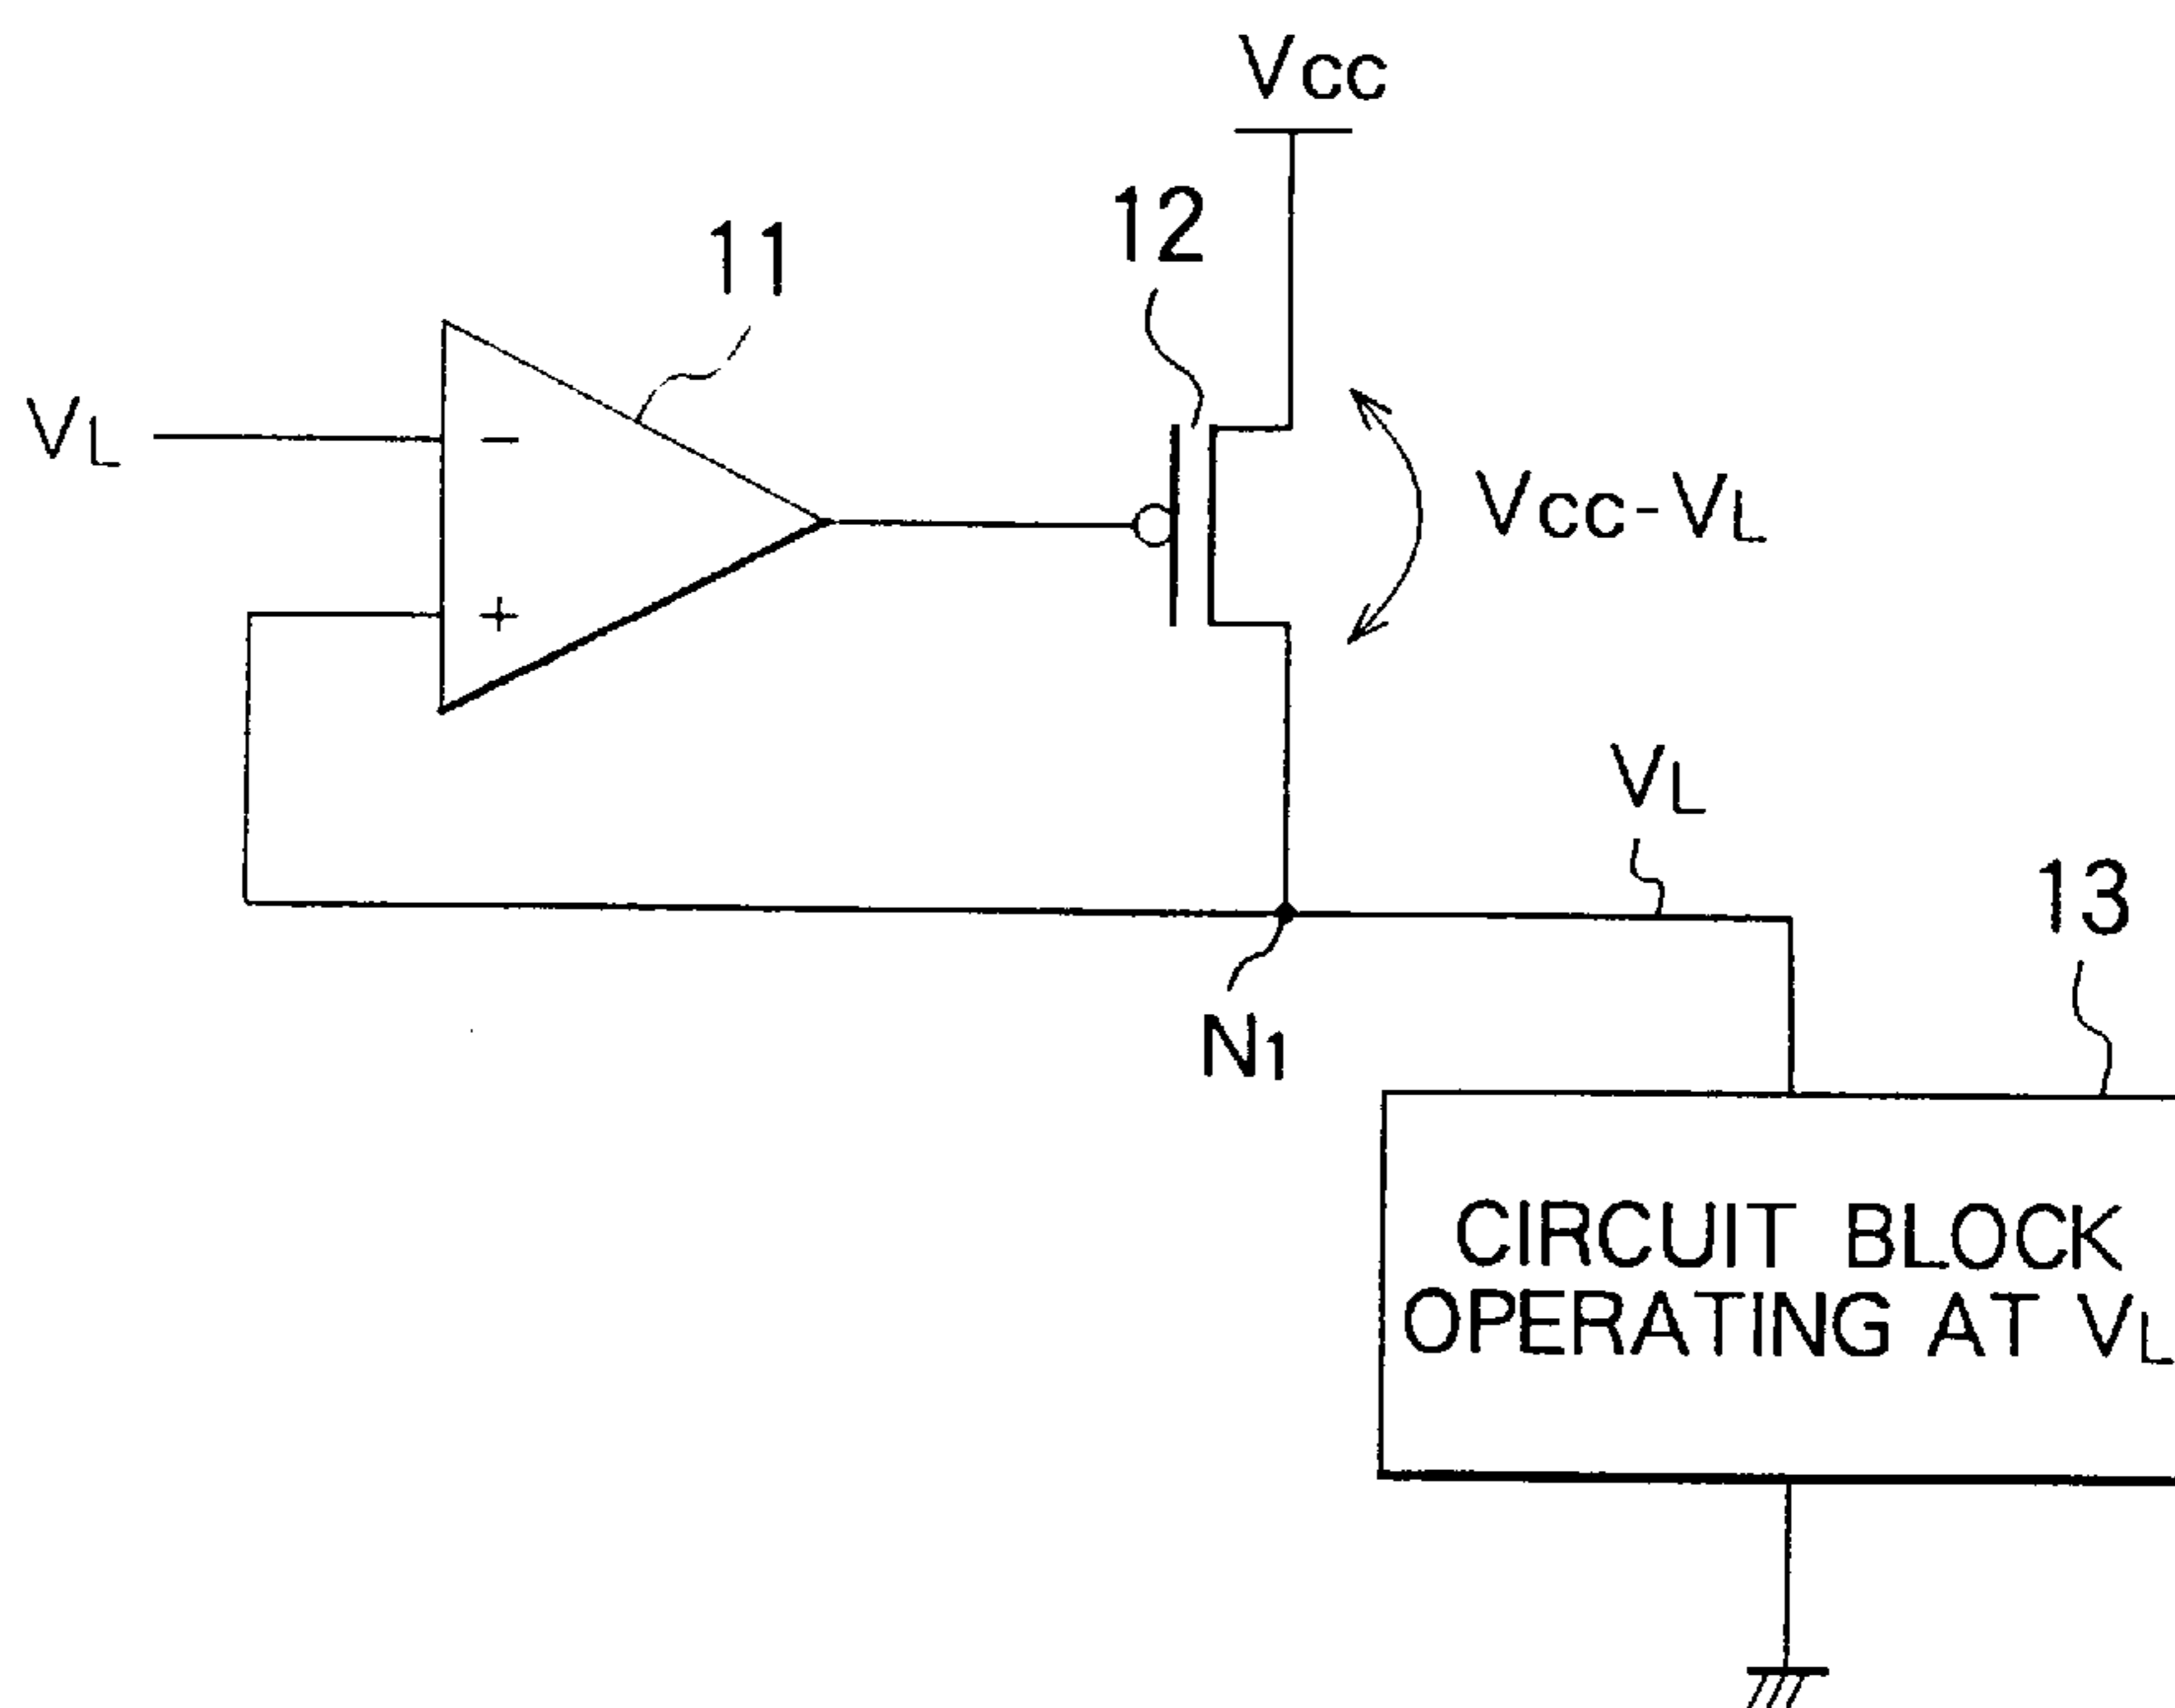 Vcc
12
11
VL
−
Vcc-VL
+
VL
13
N1
CIRCUIT BLOCK
OPERATING AT VL